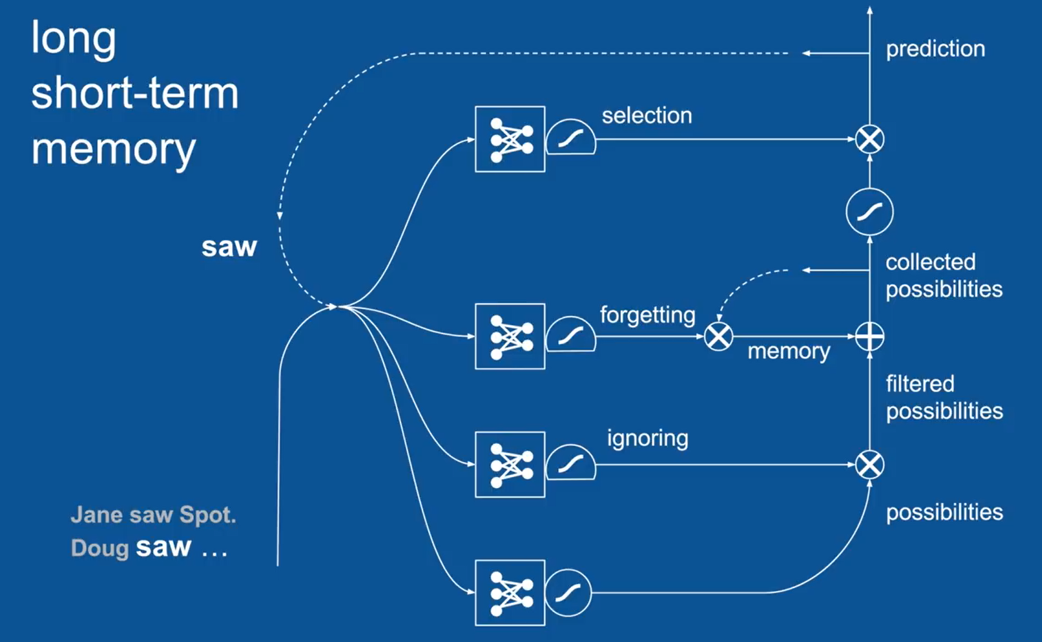 long
short-term
memory
prediction
selection
saw
collected
possibilities
forgetting
memory
filtered
possibilities
ignoring
possibilities
Jane saw Spot.
Doug saw ...